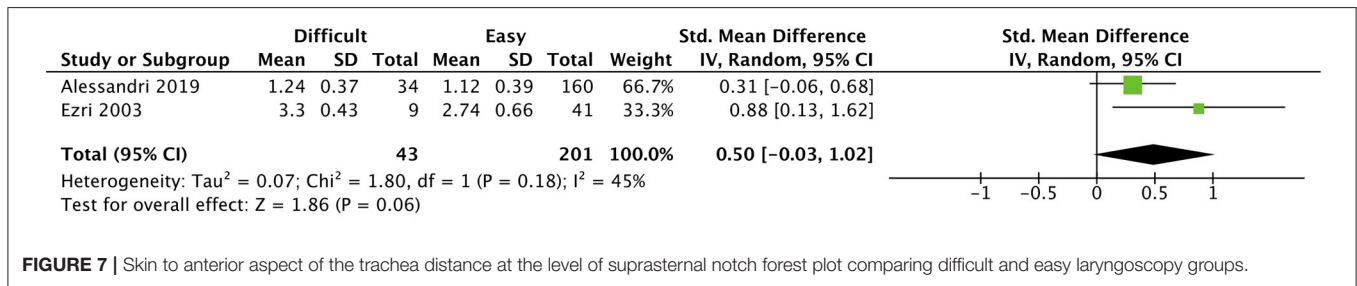 Difficult Easy Std. Mean Difference Std. Mean Difference
Study or Subgroup Mean SD Total Mean SD Total Weight IV, Random, 95% CI IV, Random, 95% CI
Alessandri 2019 1.24 0.37 34 1.12 0.39 160 66.7% 0.31 [-0.06, 0.68]
Ezri 2003 3.3 0.43 9 2.74 0.66 41 33.3% 0.88 [0.13, 1.62]
Total (95% CI) 43 201 100.0% 0.50 [-0.03, 1.02]
Heterogeneity: Tau² = 0.07; Chi² = 1.80, df = 1 (P = 0.18); I² = 45%
Test for overall effect: Z = 1.86 (P = 0.06)
-1 -0.5 0 0.5 1
FIGURE 7 | Skin to anterior aspect of the trachea distance at the level of suprasternal notch forest plot comparing difficult and easy laryngoscopy groups.